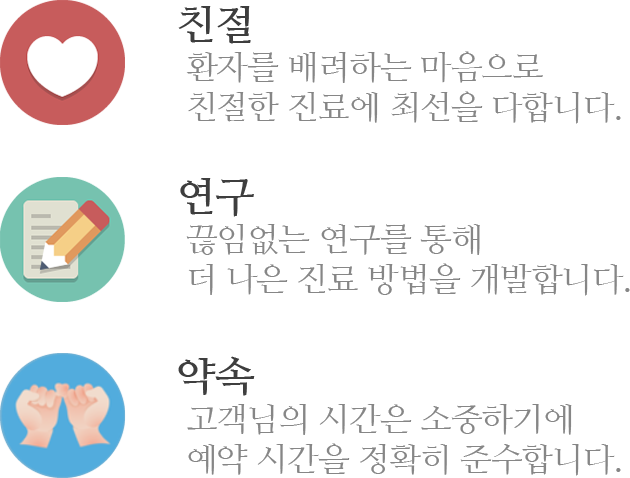 친절
환자를 배려하는 마음으로
친절한 진료에 최선을 다합니다.
연구
끊임없는 연구를 통해
더 나은 진료 방법을 개발합니다.
약속
고객님의 시간은 소중하기에
예약 시간을 정확히 준수합니다.